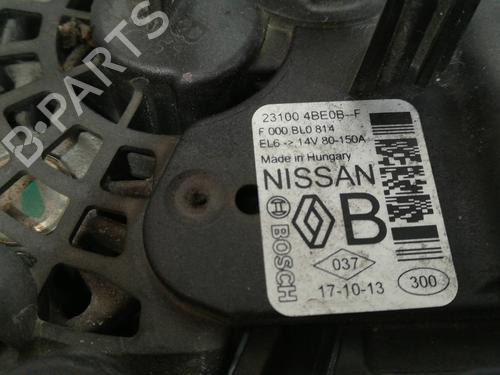 23100 4BE0B--F
F 000 BL0 814
EL6 -> 14V 80-150A
Made in Hungary
NISSAN
BOSCH
B
037
17-10-13
300
B-PARTS